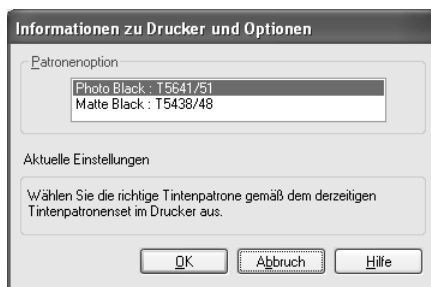 Informationen zu Drucker und Optionen
Patronenoption
Photo Black : T5641/51
Matte Black : T5438/48
Aktuelle Einstellungen
Wählen Sie die richtige Tintenpatrone gemäß dem derzeitigen
Tintenpatronenset im Drucker aus.
OK Abbruch Hilfe